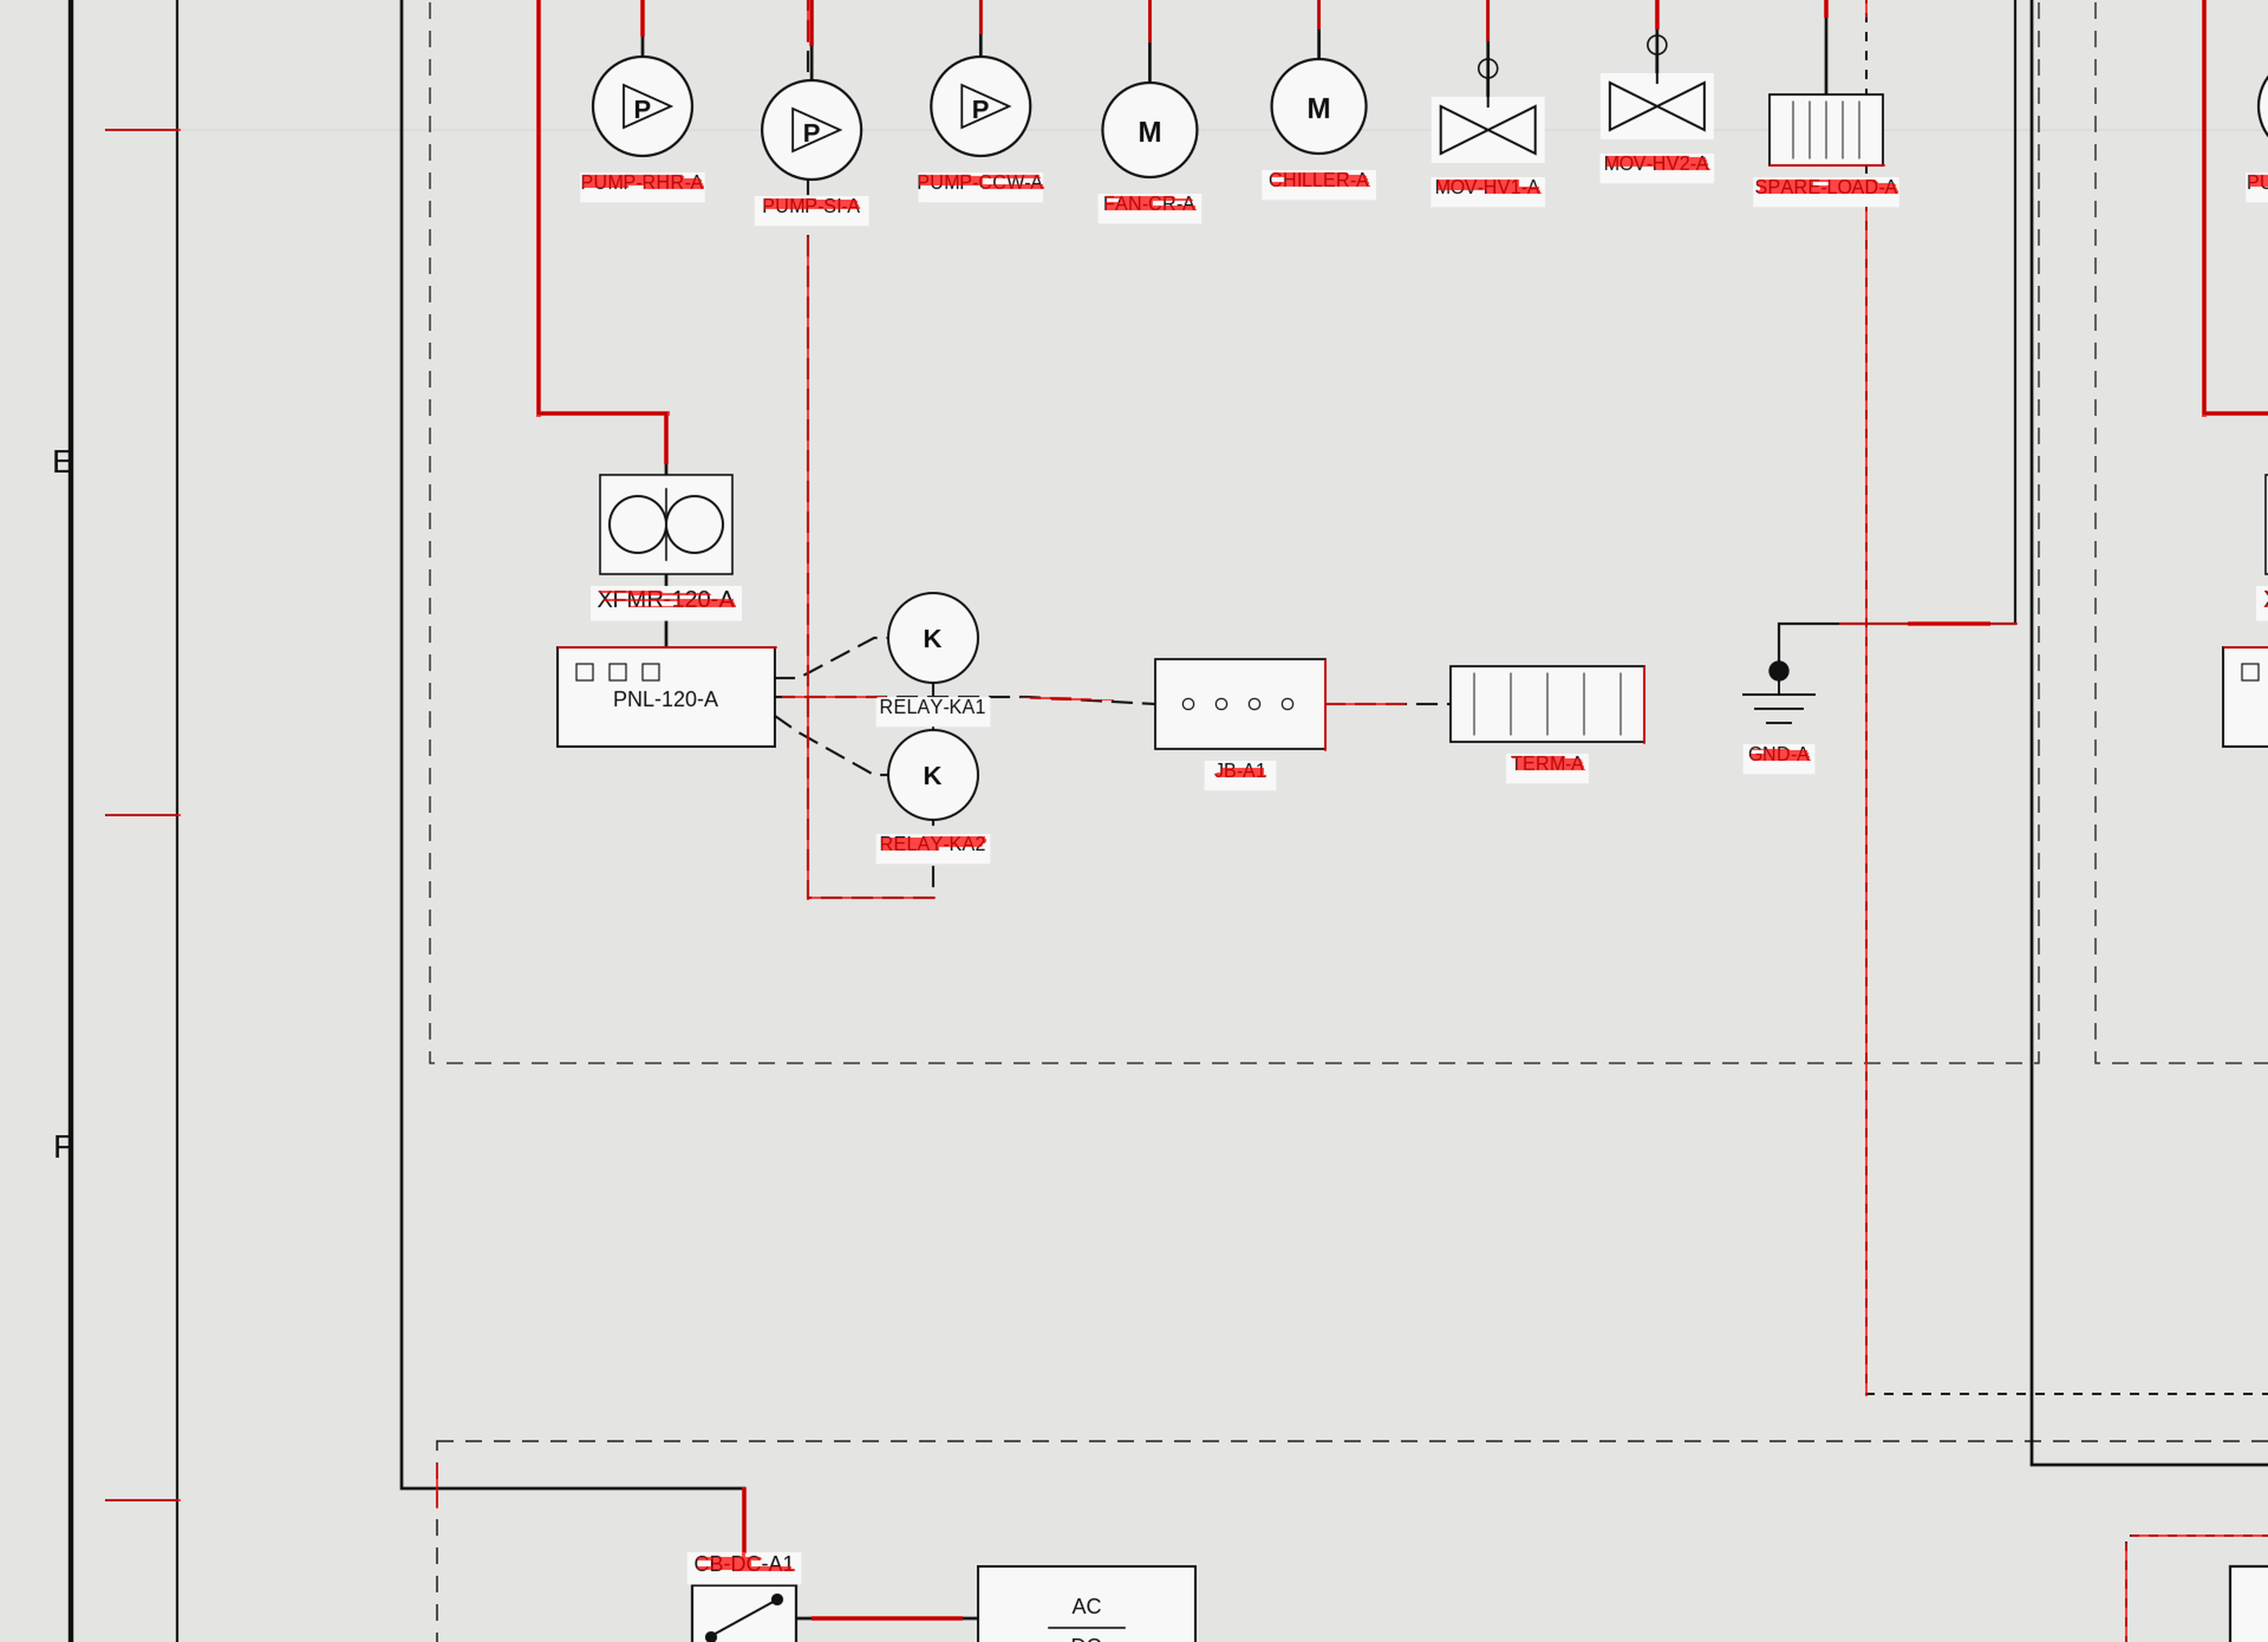 P
P
P
M
M
PUMP-RHR-A
PUMP-SI-A
PUMP-CCW-A
FAN-CR-A
CHILLER-A
MOV-HV1-A
MOV-HV2-A
SPARE-LOAD-A
E
XFMR-120-A
K
PNL-120-A
RELAY-KA1
K
JB-A1
TERM-A
GND-A
RELAY-KA2
F
CB-DC-A1
AC
DC